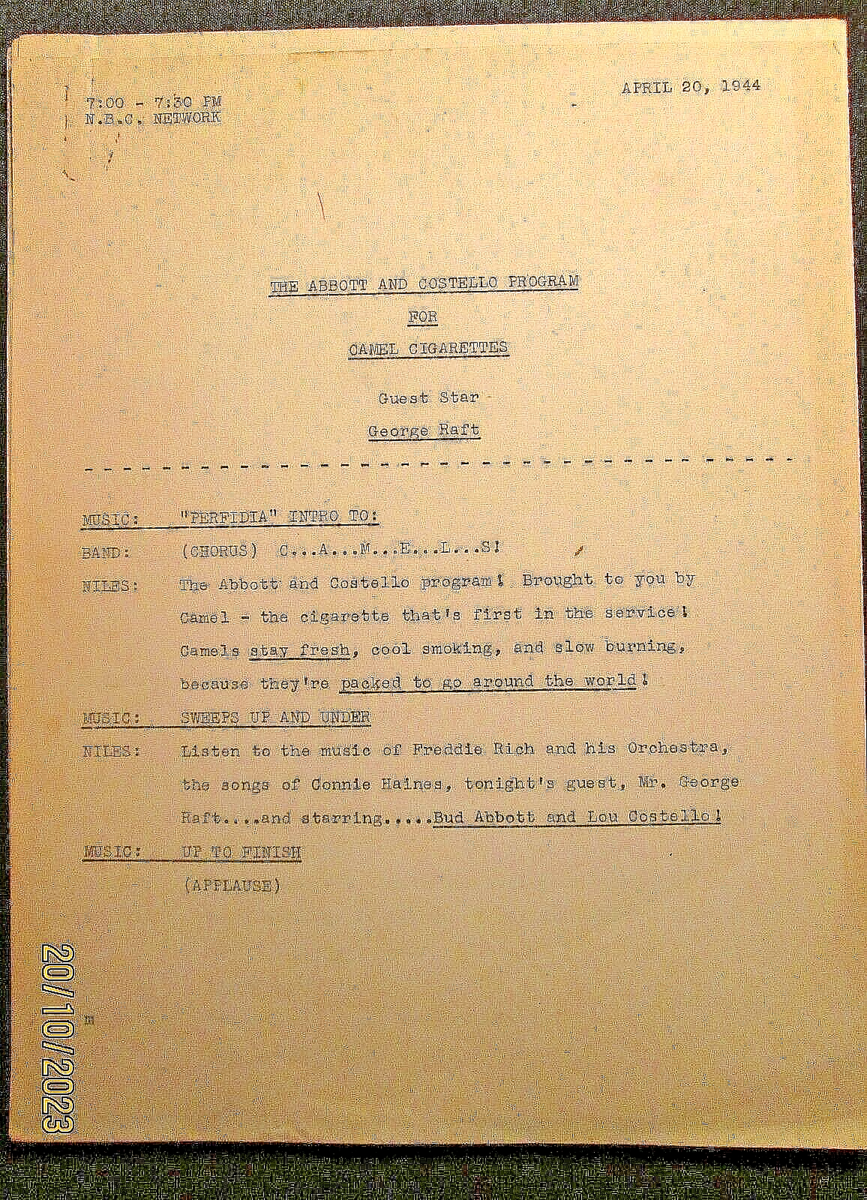 7:00 - 7:30 PM
N.B.C. NETWORK
APRIL 20, 1944
THE ABBOTT AND COSTELLO PROGRAM
FOR
CAMEL CIGARETTES
Guest Star
George Raft
MUSIC: "PERFIDIA" INTRO TO:
BAND: (CHORUS) C...A...M...E...L...S!
NILES: The Abbott and Costello program! Brought to you by
Camel - the cigarette that's first in the service!
Camels stay fresh, cool smoking, and slow burning,
because they're packed to go around the world!
MUSIC: SWEEPS UP AND UNDER
NILES: Listen to the music of Freddie Rich and his Orchestra,
the songs of Connie Haines, tonight's guest, Mr. George
Raft....and starring.....Bud Abbott and Lou Costello!
MUSIC: UP TO FINISH
(APPLAUSE)
20/10/2023